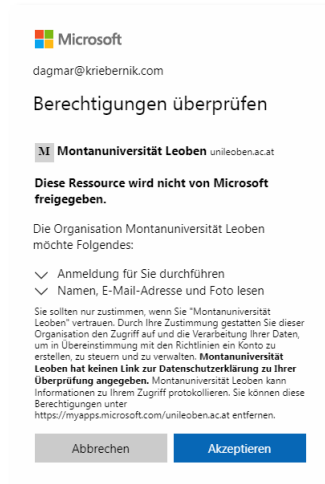 Microsoft
dagmar@kriebernik.com
Berechtigungen überprüfen
M Montanuniversität Leoben unileoben.ac.at
Diese Ressource wird nicht von Microsoft
freigegeben.
Die Organisation Montanuniversität Leoben
möchte Folgendes:
Anmeldung für Sie durchführen
Namen, E-Mail-Adresse und Foto lesen
Sie sollten nur zustimmen, wenn Sie "Montanuniversität
Leoben" vertrauen. Durch Ihre Zustimmung gestatten Sie dieser
Organisation den Zugriff auf und die Verarbeitung Ihrer Daten,
um in Übereinstimmung mit den Richtlinien ein Konto zu
erstellen, zu steuern und zu verwalten. Montanuniversität
Leoben hat keinen Link zur Datenschutzerklärung zu Ihrer
Überprüfung angegeben. Montanuniversität Leoben kann
Informationen zu Ihrem Zugriff protokollieren. Sie können diese
Berechtigungen unter
https://myapps.microsoft.com/unileoben.ac.at entfernen.
Abbrechen Akzeptieren